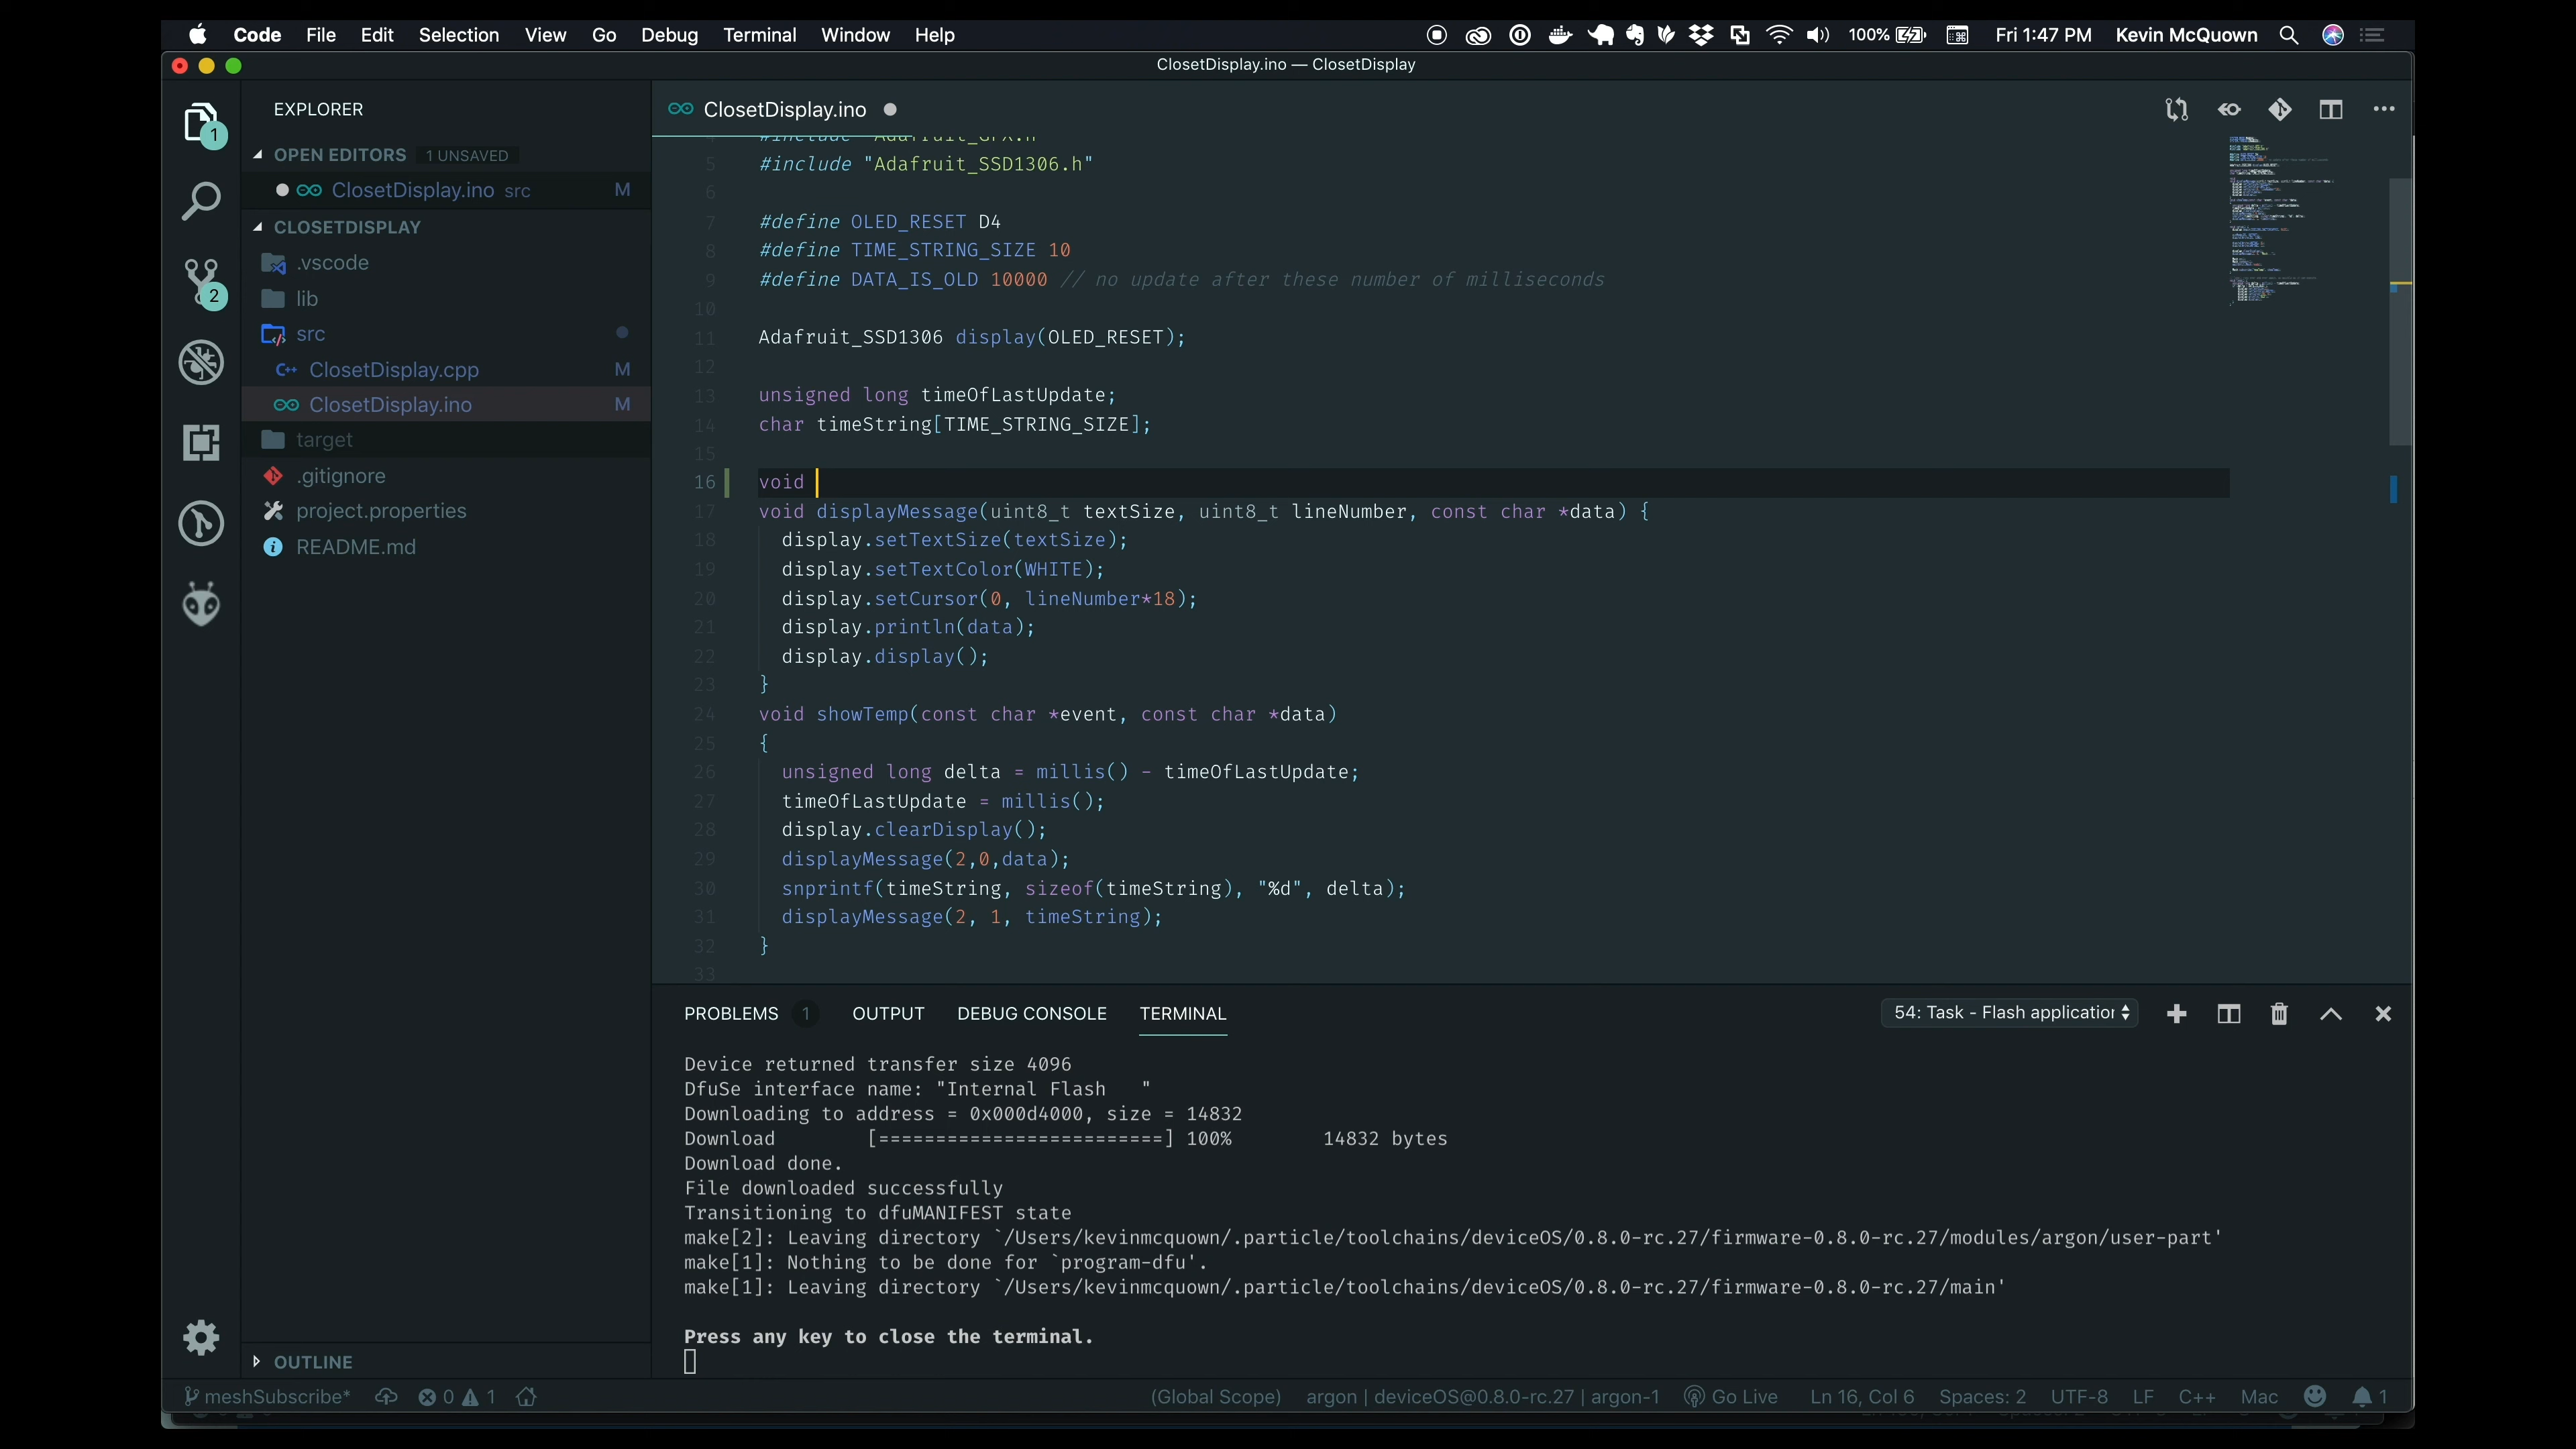 Code File Edit Selection View Go Debug Terminal Window Help 100% Fri 1:47 PM Kevin McQuown
ClosetDisplay.ino — ClosetDisplay
EXPLORER
OPEN EDITORS 1 UNSAVED
ClosetDisplay.ino src M
CLOSETDISPLAY
.vscode
lib
src
ClosetDisplay.cpp M
ClosetDisplay.ino M
target
.gitignore
project.properties
README.md
OUTLINE
1
2
ClosetDisplay.ino
4 #include "Adafruit_GFX.h"
5 #include "Adafruit_SSD1306.h"
6
7 #define OLED_RESET D4
8 #define TIME_STRING_SIZE 10
9 #define DATA_IS_OLD 10000 // no update after these number of milliseconds
10
11 Adafruit_SSD1306 display(OLED_RESET);
12
13 unsigned long timeOfLastUpdate;
14 char timeString[TIME_STRING_SIZE];
15
16 void
17 void displayMessage(uint8_t textSize, uint8_t lineNumber, const char *data) {
18 display.setTextSize(textSize);
19 display.setTextColor(WHITE);
20 display.setCursor(0, lineNumber*18);
21 display.println(data);
22 display.display();
23 }
24 void showTemp(const char *event, const char *data)
25 {
26 unsigned long delta = millis() - timeOfLastUpdate;
27 timeOfLastUpdate = millis();
28 display.clearDisplay();
29 displayMessage(2,0,data);
30 snprintf(timeString, sizeof(timeString), "%d", delta);
31 displayMessage(2, 1, timeString);
32 }
33
PROBLEMS 1 OUTPUT DEBUG CONSOLE TERMINAL 54: Task - Flash application
Device returned transfer size 4096
DfuSe interface name: "Internal Flash   "
Downloading to address = 0x000d4000, size = 14832
Download [=========================] 100% 14832 bytes
Download done.
File downloaded successfully
Transitioning to dfuMANIFEST state
make[2]: Leaving directory `/Users/kevinmcquown/.particle/toolchains/deviceOS/0.8.0-rc.27/firmware-0.8.0-rc.27/modules/argon/user-part'
make[1]: Nothing to be done for `program-dfu'.
make[1]: Leaving directory `/Users/kevinmcquown/.particle/toolchains/deviceOS/0.8.0-rc.27/firmware-0.8.0-rc.27/main'
Press any key to close the terminal.
meshSubscribe* 0 1 (Global Scope) argon | deviceOS@0.8.0-rc.27 | argon-1 Go Live Ln 16, Col 6 Spaces: 2 UTF-8 LF C++ Mac 1